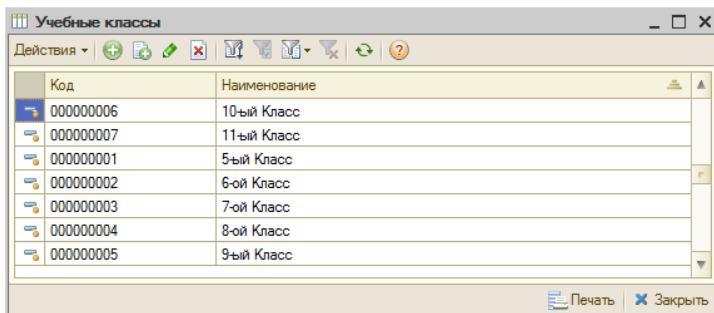 Учебные классы
Действия
Код Наименование
000000006 10-ый Класс
000000007 11-ый Класс
000000001 5-ый Класс
000000002 6-ой Класс
000000003 7-ой Класс
000000004 8-ой Класс
000000005 9-ый Класс
Печать Закрыть